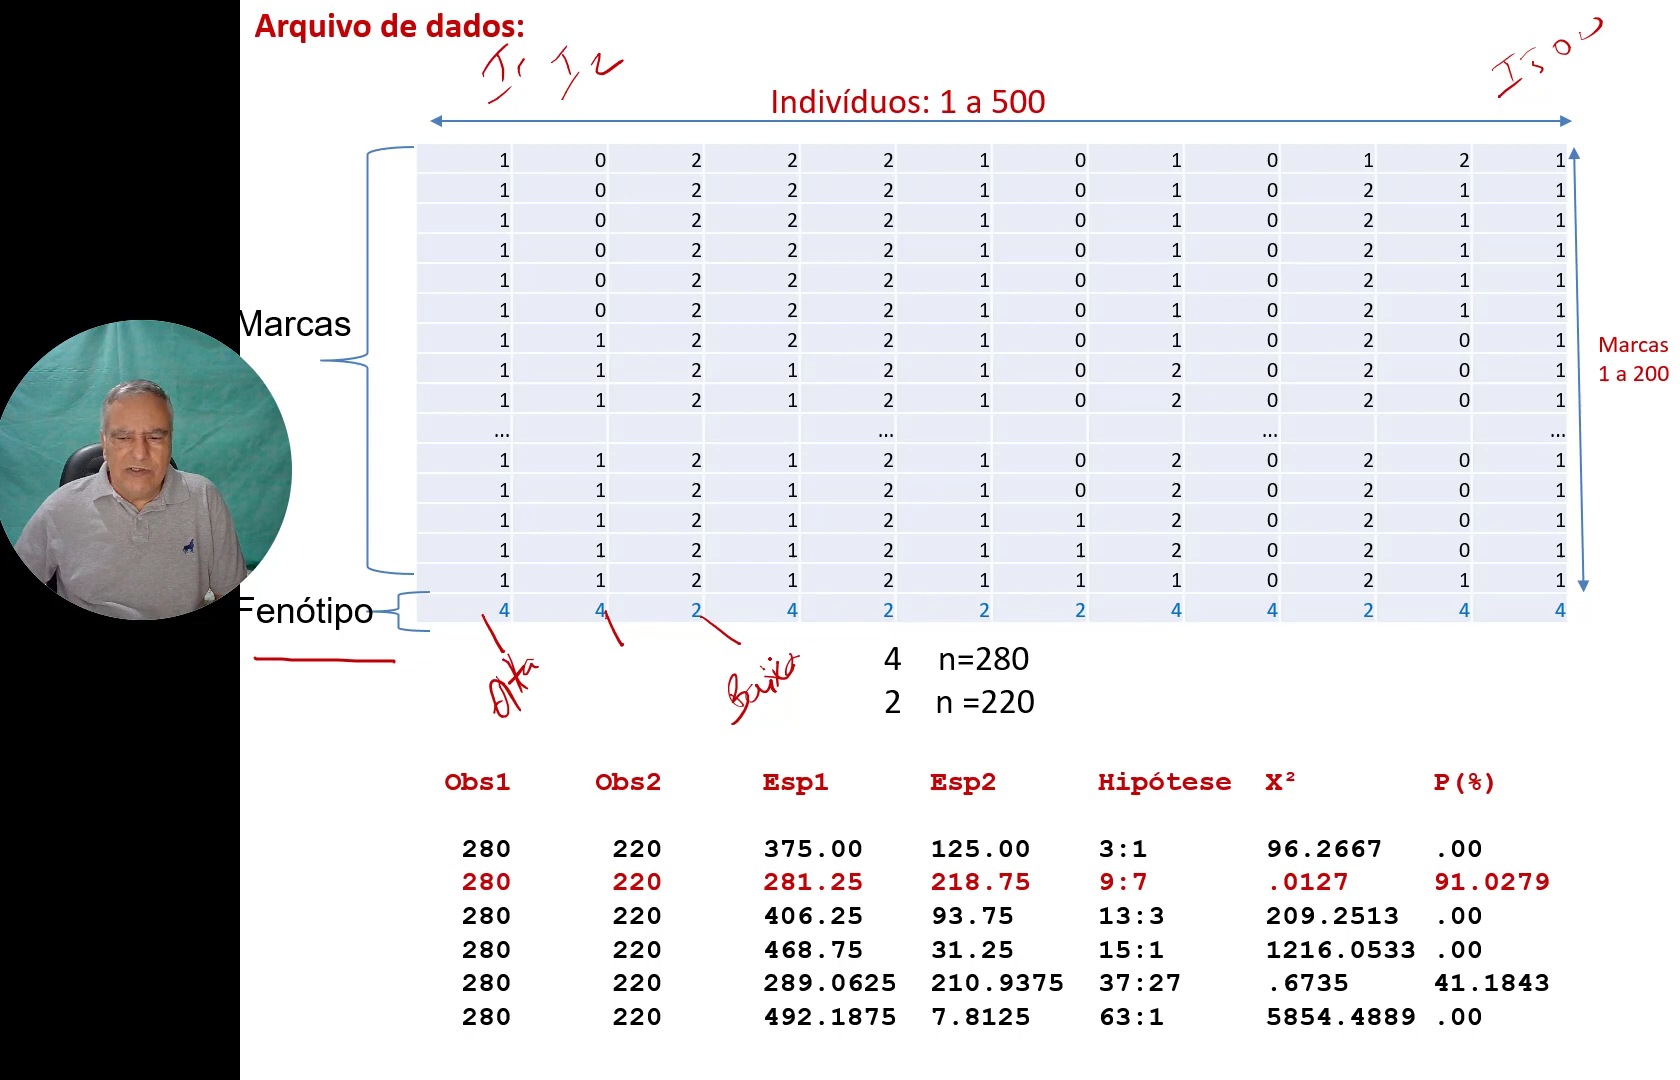 Arquivo de dados:
I1 I2 I500
Indivíduos: 1 a 500
1 0 2 2 2 1 0 1 0 1 2 1
1 0 2 2 2 1 0 1 0 2 1 1
1 0 2 2 2 1 0 1 0 2 1 1
1 0 2 2 2 1 0 1 0 2 1 1
1 0 2 2 2 1 0 1 0 2 1 1
1 0 2 2 2 1 0 1 0 2 1 1
Marcas
1 1 2 2 2 1 0 1 0 2 0 1
1 1 2 1 2 1 0 2 0 2 0 1
1 1 2 1 2 1 0 2 0 2 0 1
... ... ... ...
1 1 2 1 2 1 0 2 0 2 0 1
1 1 2 1 2 1 0 2 0 2 0 1
1 1 2 1 2 1 1 2 0 2 0 1
1 1 2 1 2 1 1 2 0 2 0 1
1 1 2 1 2 1 1 1 0 2 1 1
Marcas
1 a 200
Fenótipo 4 4 2 4 2 2 2 4 4 2 4 4
Alta Baixa
4 n=280
2 n =220
Obs1 Obs2 Esp1 Esp2 Hipótese X² P(%)
280 220 375.00 125.00 3:1 96.2667 .00
280 220 281.25 218.75 9:7 .0127 91.0279
280 220 406.25 93.75 13:3 209.2513 .00
280 220 468.75 31.25 15:1 1216.0533 .00
280 220 289.0625 210.9375 37:27 .6735 41.1843
280 220 492.1875 7.8125 63:1 5854.4889 .00